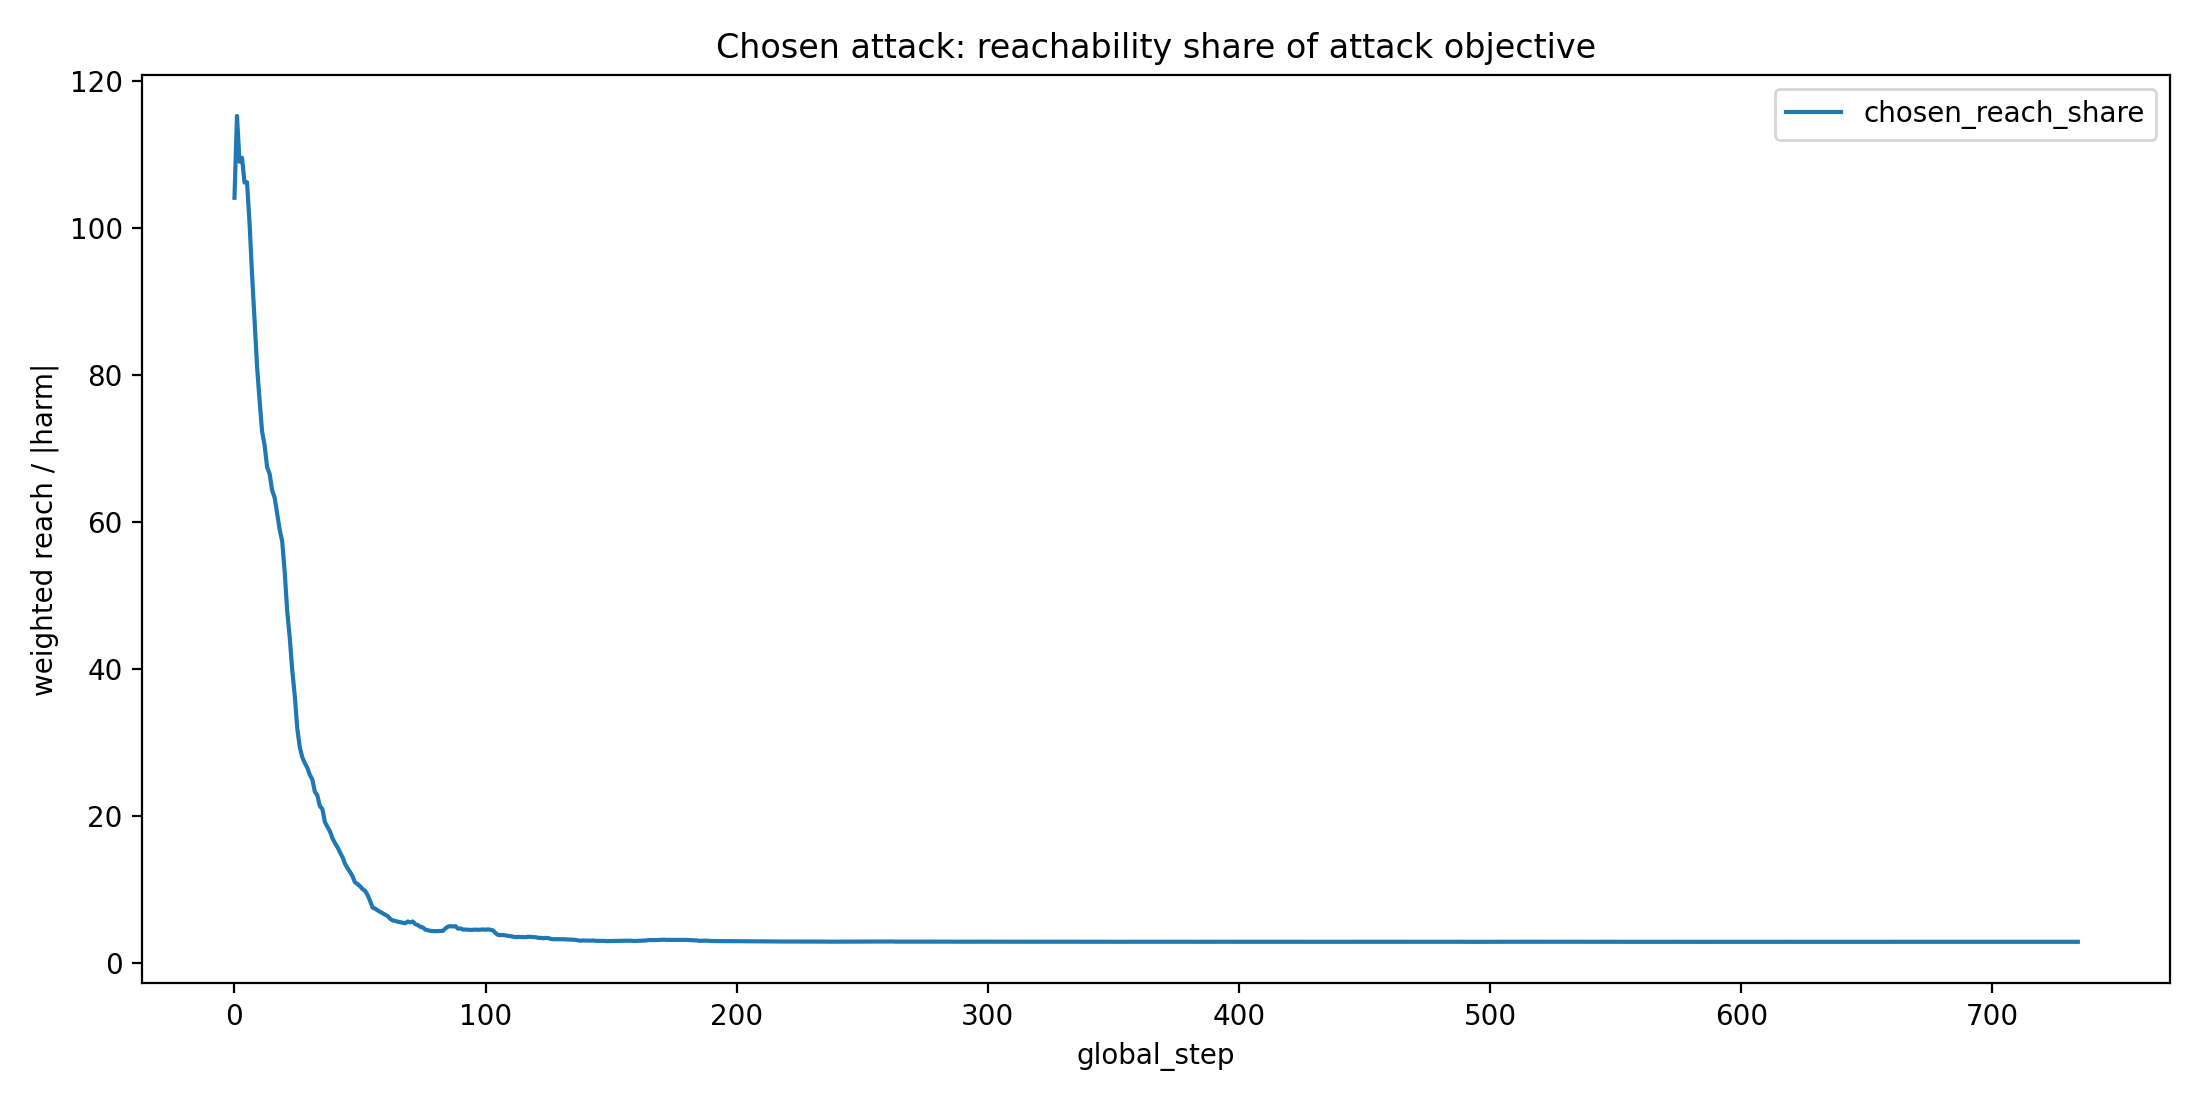 Chosen attack: reachability share of attack objective
chosen_reach_share
weighted reach / |harm|
120
100
80
60
40
20
0
0 100 200 300 400 500 600 700
global_step